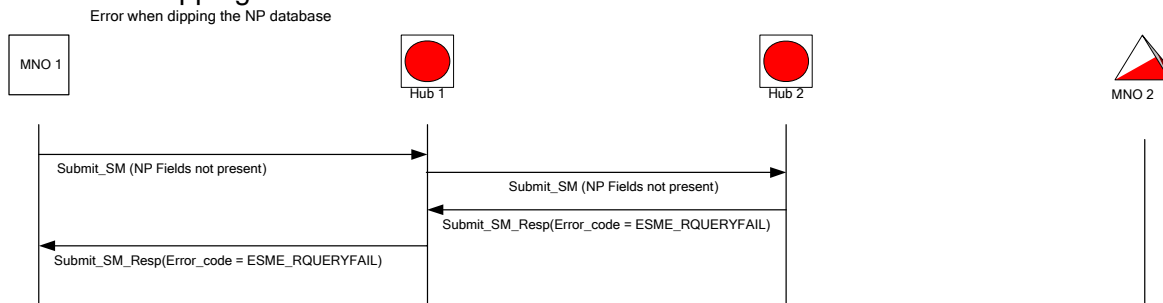 Error when dipping the NP database
MNO 1
Hub 1
Hub 2
MNO 2
Submit_SM (NP Fields not present)
Submit_SM (NP Fields not present)
Submit_SM_Resp(Error_code = ESME_RQUERYFAIL)
Submit_SM_Resp(Error_code = ESME_RQUERYFAIL)